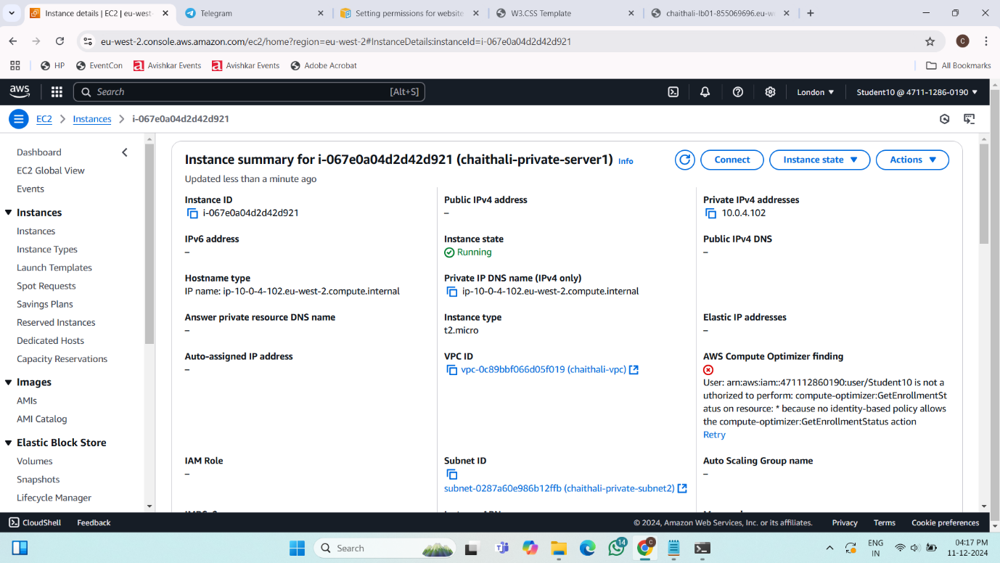 Instance details | EC2 | eu-west-
Telegram
Setting permissions for website
W3.CSS Template
chaithali-lb01-855069696.eu-we
eu-west-2.console.aws.amazon.com/ec2/home?region=eu-west-2#InstanceDetails:instanceId=i-067e0a04d2d42d921
C
HP
EventCon
Avishkar Events
Avishkar Events
Adobe Acrobat
All Bookmarks
aws
Search
[Alt+S]
London
Student10 @ 4711-1286-0190
EC2
Instances
i-067e0a04d2d42d921
Dashboard
EC2 Global View
Events
Instances
Instances
Instance Types
Launch Templates
Spot Requests
Savings Plans
Reserved Instances
Dedicated Hosts
Capacity Reservations
Images
AMIs
AMI Catalog
Elastic Block Store
Volumes
Snapshots
Lifecycle Manager
Instance summary for i-067e0a04d2d42d921 (chaithali-private-server1) Info
Updated less than a minute ago
Connect
Instance state
Actions
Instance ID
i-067e0a04d2d42d921
Public IPv4 address
–
Private IPv4 addresses
10.0.4.102
IPv6 address
–
Instance state
Running
Public IPv4 DNS
–
Hostname type
IP name: ip-10-0-4-102.eu-west-2.compute.internal
Private IP DNS name (IPv4 only)
ip-10-0-4-102.eu-west-2.compute.internal
Answer private resource DNS name
–
Instance type
t2.micro
Elastic IP addresses
–
Auto-assigned IP address
–
VPC ID
vpc-0c89bbf066d05f019 (chaithali-vpc)
AWS Compute Optimizer finding
User: arn:aws:iam::471112860190:user/Student10 is not a
uthorized to perform: compute-optimizer:GetEnrollmentSt
atus on resource: * because no identity-based policy allows
the compute-optimizer:GetEnrollmentStatus action
Retry
IAM Role
–
Subnet ID
subnet-0287a60e986b12ffb (chaithali-private-subnet2)
Auto Scaling Group name
–
CloudShell
Feedback
© 2024, Amazon Web Services, Inc. or its affiliates.
Privacy
Terms
Cookie preferences
Search
14
C
ENG
IN
04:17 PM
11-12-2024